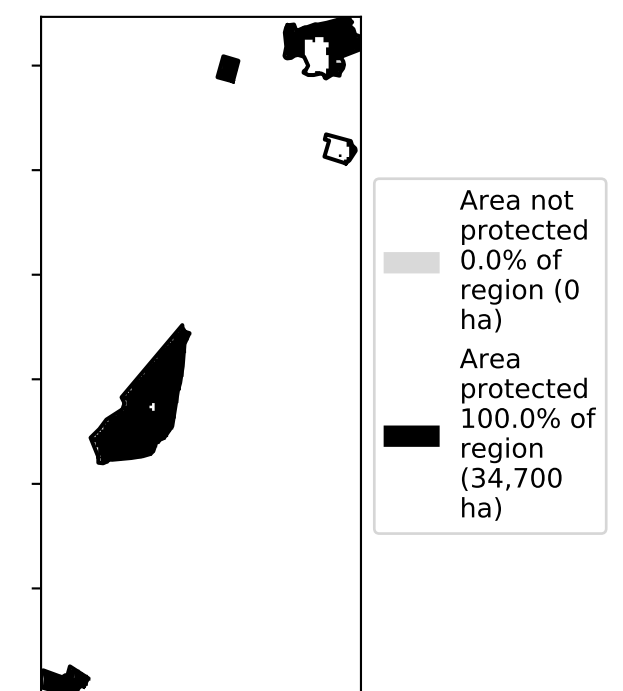 Area not
protected
0.0% of
region (0
ha)
Area
protected
100.0% of
region
(34,700
ha)